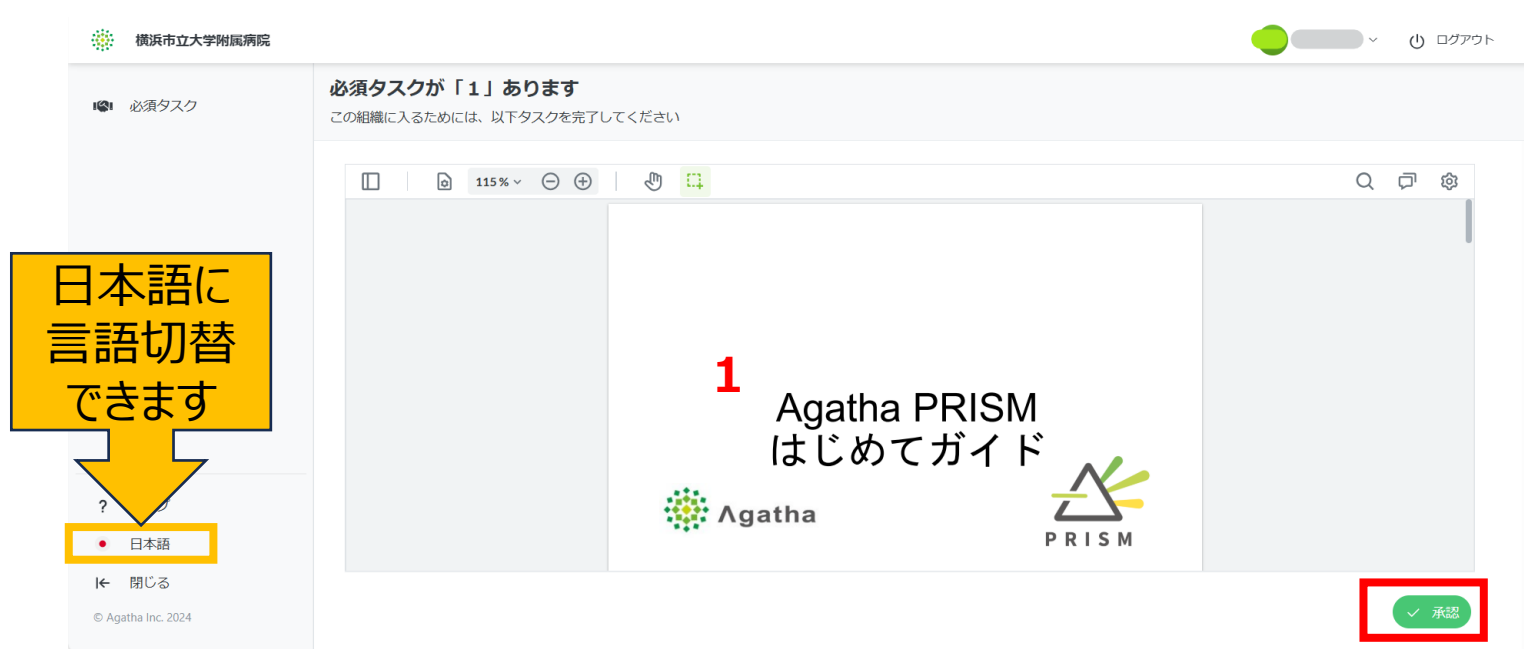 横浜市立大学附属病院
ログアウト
必須タスク
必須タスクが「1」あります
この組織に入るためには、以下タスクを完了してください
115%
日本語に
言語切替
できます
1
Agatha PRISM
はじめてガイド
Agatha
PRISM
?
日本語
閉じる
© Agatha Inc. 2024
承認